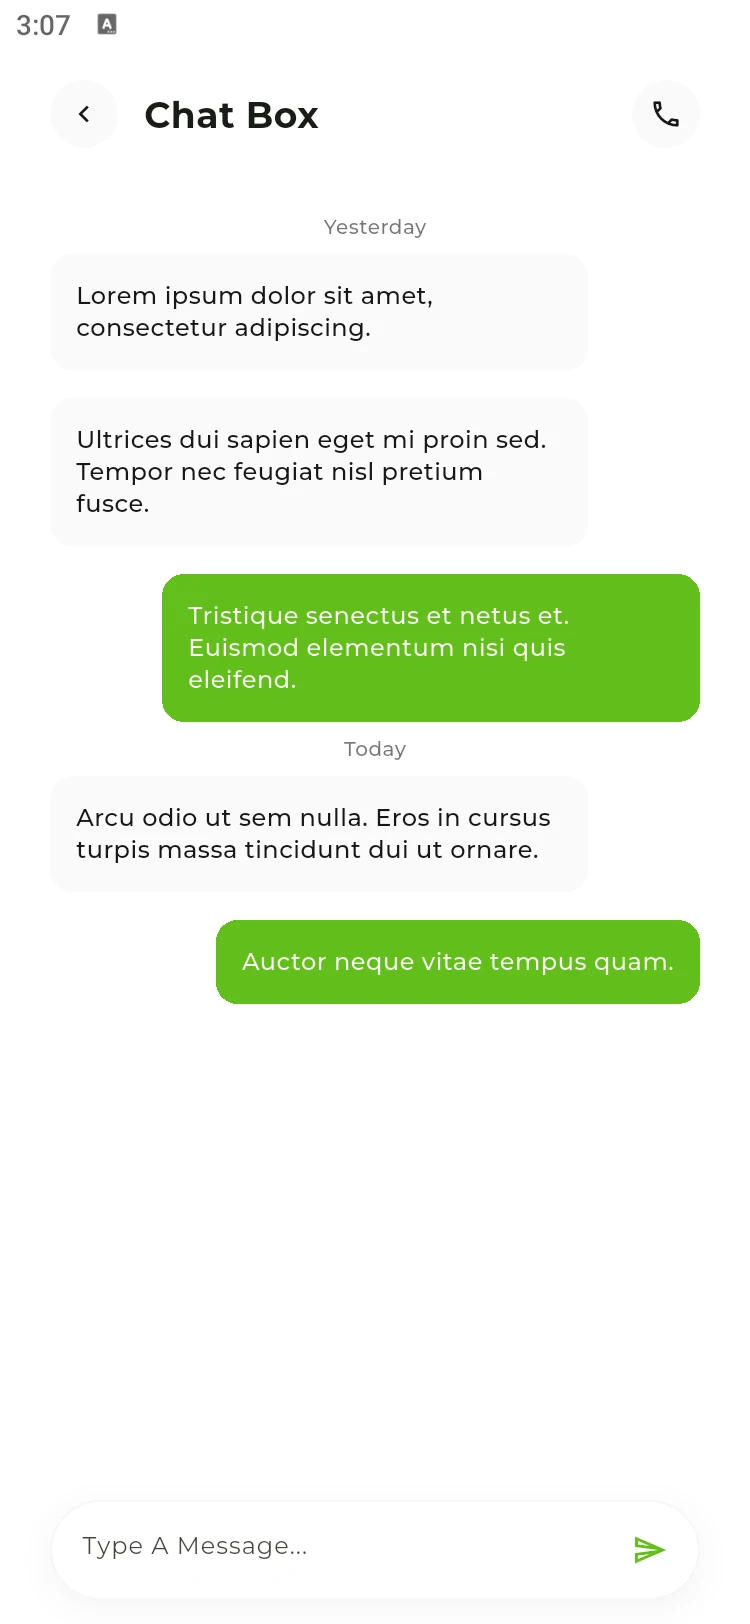 3:07
A
Chat Box
Yesterday
Lorem ipsum dolor sit amet,
consectetur adipiscing.
Ultrices dui sapien eget mi proin sed.
Tempor nec feugiat nisl pretium
fusce.
Tristique senectus et netus et.
Euismod elementum nisi quis
eleifend.
Today
Arcu odio ut sem nulla. Eros in cursus
turpis massa tincidunt dui ut ornare.
Auctor neque vitae tempus quam.
Type A Message...